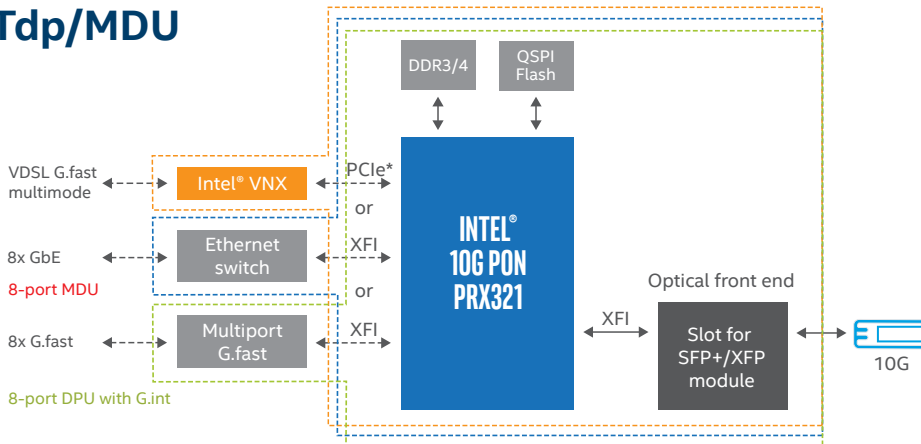 Tdp/MDU
DDR3/4
QSPI
Flash
VDSL G.fast
multimode
Intel® VNX
PCIe*
or
8x GbE
Ethernet
switch
XFI
8-port MDU
or
8x G.fast
Multiport
G.fast
XFI
8-port DPU with G.int
INTEL®
10G PON
PRX321
XFI
Optical front end
Slot for
SFP+/XFP
module
10G